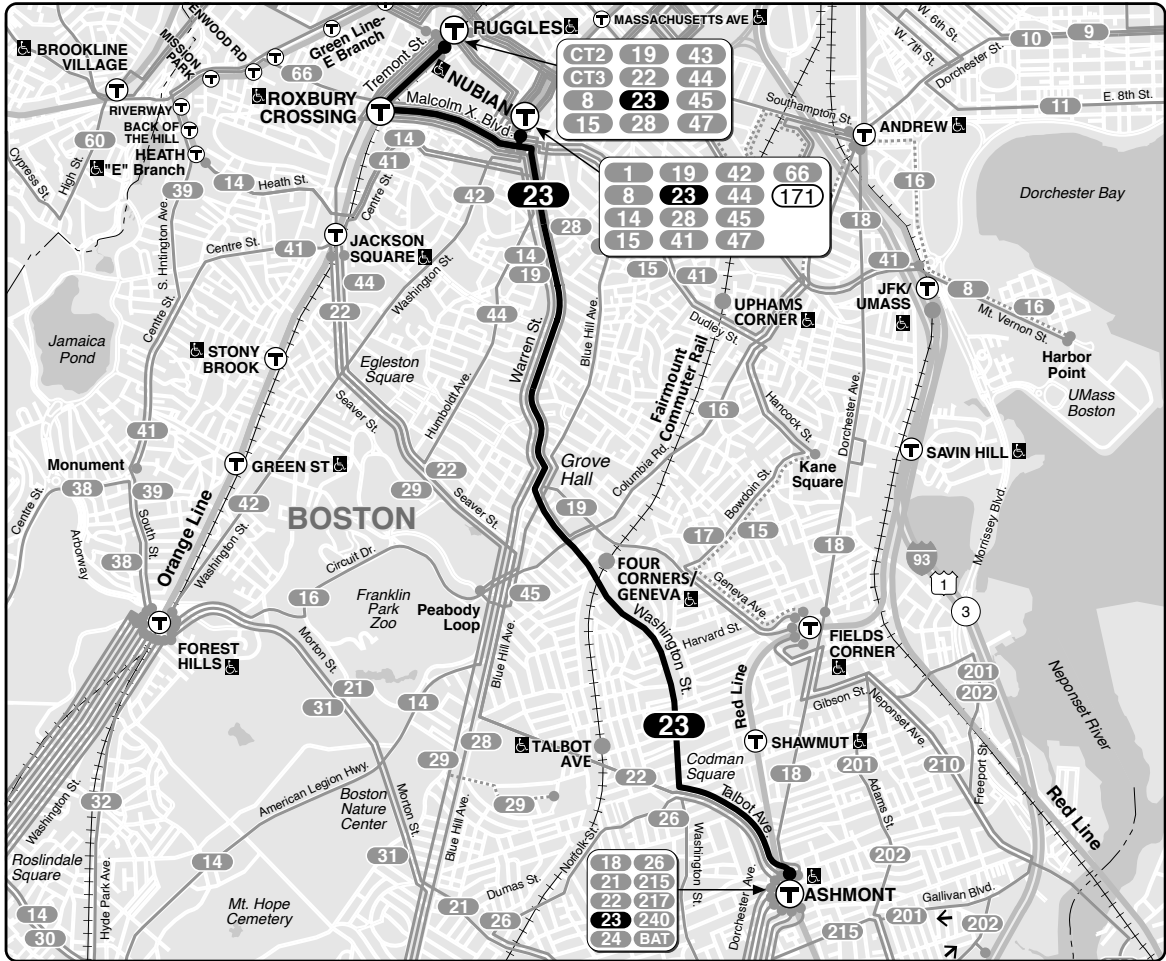 ENWOOD RD
MISSION
PARK
Green Line-
E Branch
Tremont St.
T
RUGGLES
MASSACHUSETTS AVE
BROOKLINE
VILLAGE
RIVERWAY
BACK OF
THE HILL
HEATH
"E" Branch
66
60
Cypress St.
High St.
39
14
Heath St.
ROXBURY
CROSSING
NUBIAN
Malcolm X. Blvd.
CT2 19 43
CT3 22 44
8 23 45
15 28 47
1 19 42 66
8 23 44 171
14 28 45
15 41 47
W. 6th St.
W. 7th St.
Dorchester St.
10
9
11
E. 8th St.
Southampton St.
ANDREW
16
18
Dorchester Bay
14
41
Centre St.
42
23
28
S. Hntington Ave.
Centre St.
41
JACKSON
SQUARE
44
22
Washington St.
14
19
15
41
41
JFK/
UMASS
8
16
Mt. Vernon St.
Harbor
Point
UMass
Boston
UPHAMS
CORNER
Dudley St.
Jamaica
Pond
Centre St.
STONY
BROOK
Egleston
Square
44
Warren St.
Blue Hill Ave.
Fairmount
Commuter Rail
16
Hancock St.
Dorchester Ave.
Seaver St.
Humboldt Ave.
41
Monument
38
39
Centre St.
GREEN ST
42
22
29
Seaver St.
Grove
Hall
Columbia Rd.
19
Kane
Square
SAVIN HILL
Morrissey Blvd.
BOSTON
Orange Line
Washington St.
South St.
Arborway
38
Bowdoin St.
17
15
18
93
1
3
Circuit Dr.
16
Franklin
Park
Zoo
Peabody
Loop
45
FOUR
CORNERS/
GENEVA
Geneva Ave.
Harvard St.
FIELDS
CORNER
FOREST
HILLS
Morton St.
21
31
14
Blue Hill Ave.
Washington St.
Red Line
Gibson St.
Neponset Ave.
201
202
Neponset River
23
28
29
TALBOT
AVE
22
Codman
Square
SHAWMUT
18
201
210
Freeport St.
Adams St.
Red Line
Washington St.
32
American Legion Hwy.
Boston
Nature
Center
Morton St.
29
Blue Hill Ave.
Norfolk St.
26
Talbot Ave.
Washington St.
Roslindale
Square
Hyde Park Ave.
14
31
Dumas St.
18 26
21 215
22 217
23 240
24 BAT
ASHMONT
202
Gallivan Blvd.
201
202
14
30
Mt. Hope
Cemetery
21
26
Dorchester Ave.
215